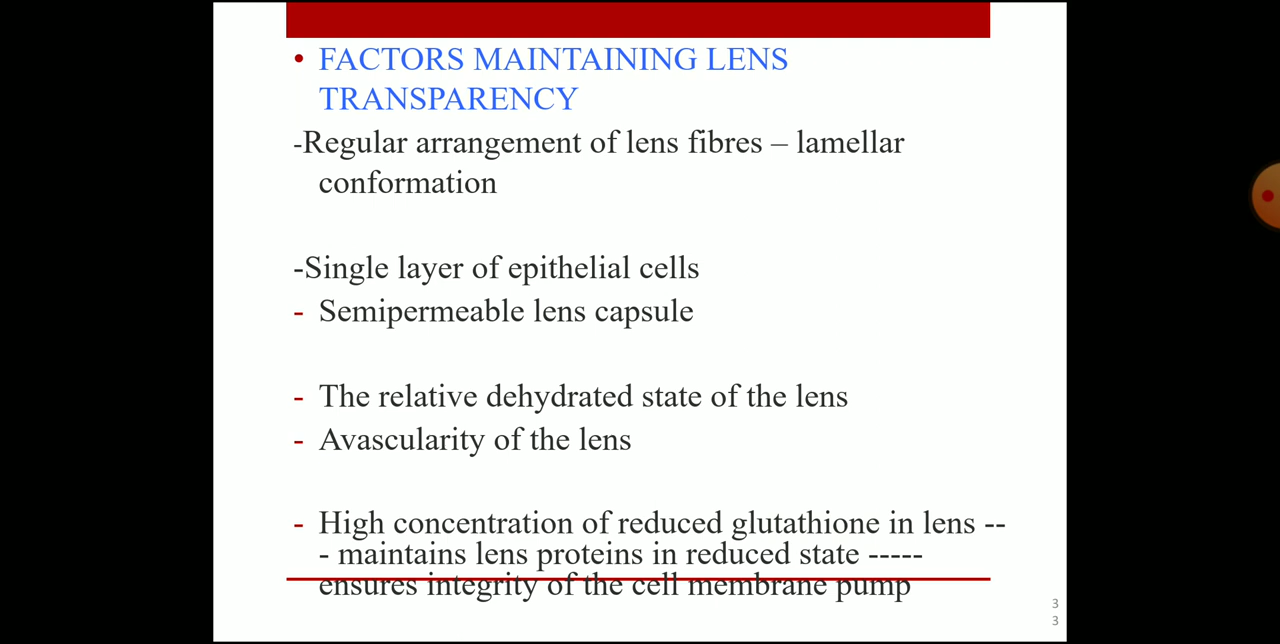 • FACTORS MAINTAINING LENS
TRANSPARENCY
-Regular arrangement of lens fibres – lamellar
conformation
-Single layer of epithelial cells
- Semipermeable lens capsule
- The relative dehydrated state of the lens
- Avascularity of the lens
- High concentration of reduced glutathione in lens --
- maintains lens proteins in reduced state -----
ensures integrity of the cell membrane pump
3
3